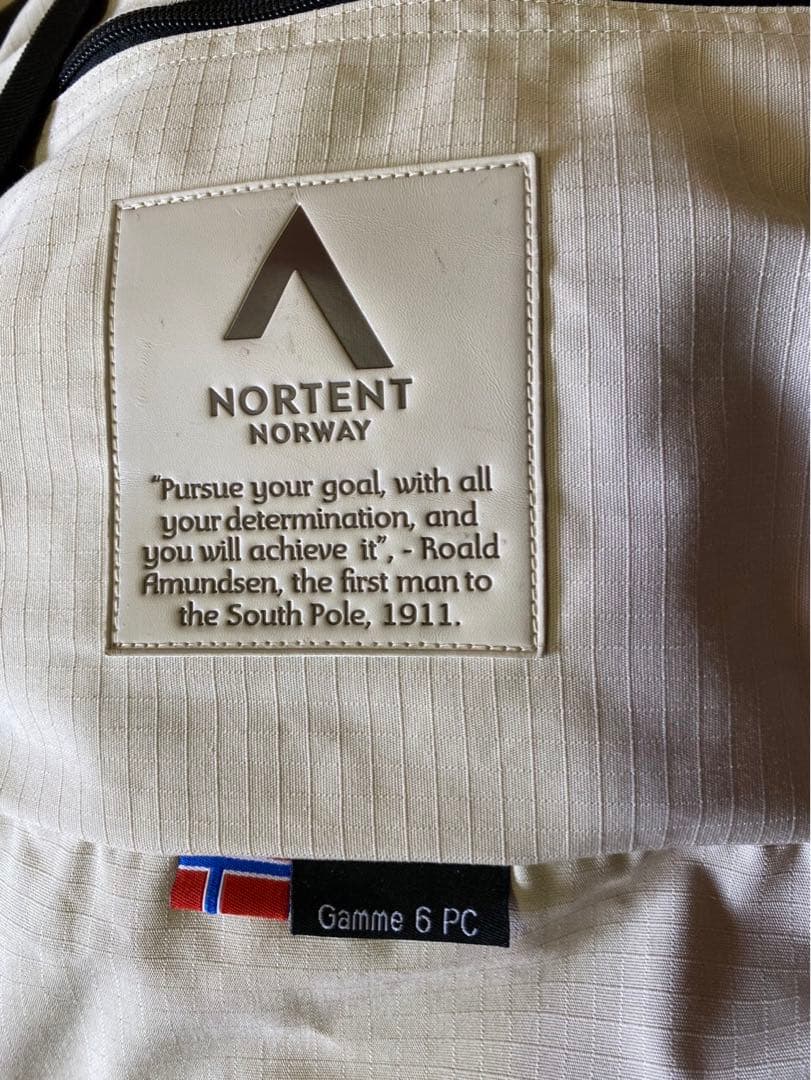 NORTENT
NORWAY
“Pursue your goal, with all
your determination, and
you will achieve it”, - Roald
Amundsen, the first man to
the South Pole, 1911.
Gamme 6 PC